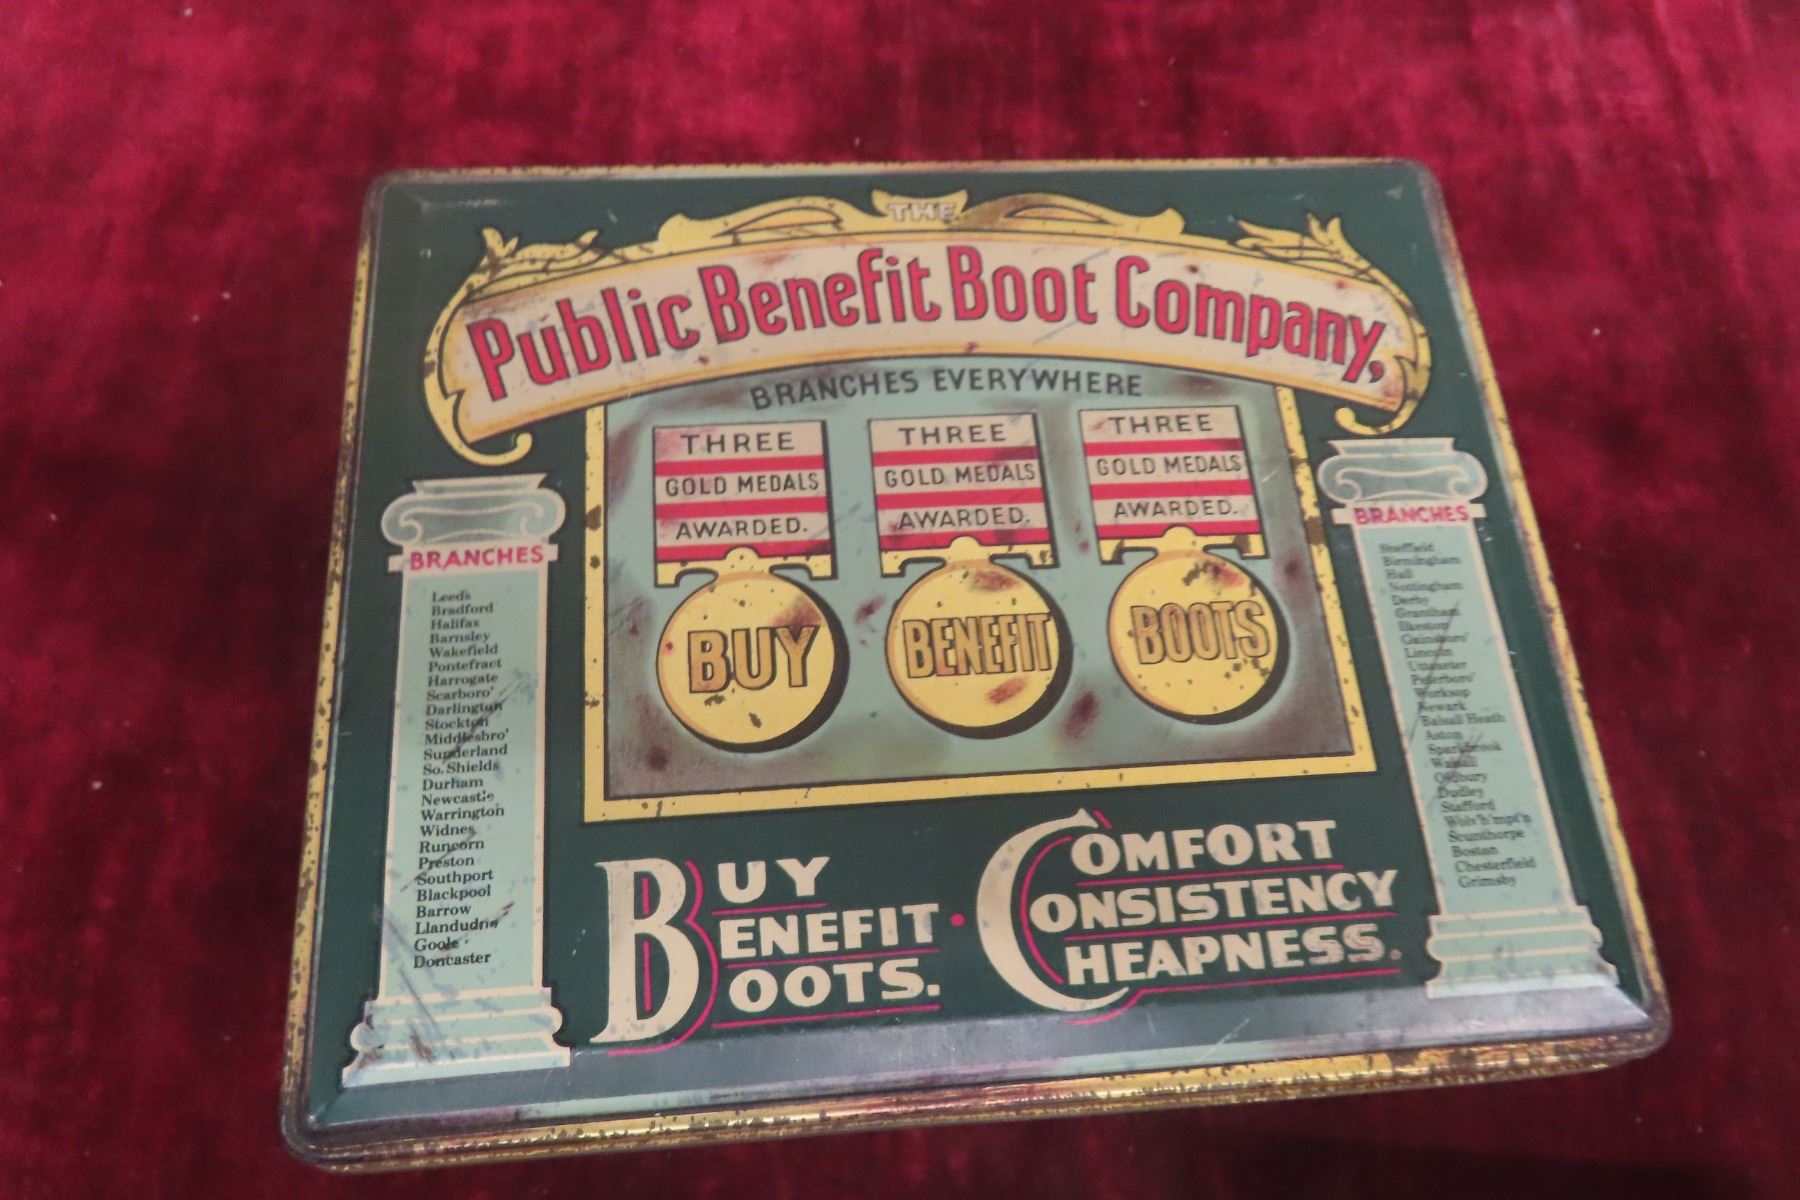 THE
Public Benefit Boot Company,
BRANCHES EVERYWHERE
THREE
GOLD MEDALS
AWARDED.
BUY
THREE
GOLD MEDALS
AWARDED.
BENEFIT
THREE
GOLD MEDALS
AWARDED.
BOOTS
BRANCHES
Leeds
Bradford
Halifax
Barnsley
Wakefield
Pontefract
Harrogate
Scarboro'
Darlington
Stockton
Middlesbro'
Sunderland
So. Shields
Durham
Newcastle
Warrington
Widnes
Runcorn
Preston
Southport
Blackpool
Barrow
Llandudno
Goole
Doncaster
BRANCHES
Sheffield
Birmingham
Hull
Nottingham
Derby
Grantham
Ilkeston
Gainsboro'
Lincoln
Uttoxeter
Peterboro'
Worksop
Newark
Balsall Heath
Aston
Sparkbrook
Walsall
Oldbury
Dudley
Stafford
Wolv'h'mpt'n
Scunthorpe
Boston
Chesterfield
Grimsby
BUY
BENEFIT
BOOTS.
COMFORT
CONSISTENCY
CHEAPNESS.